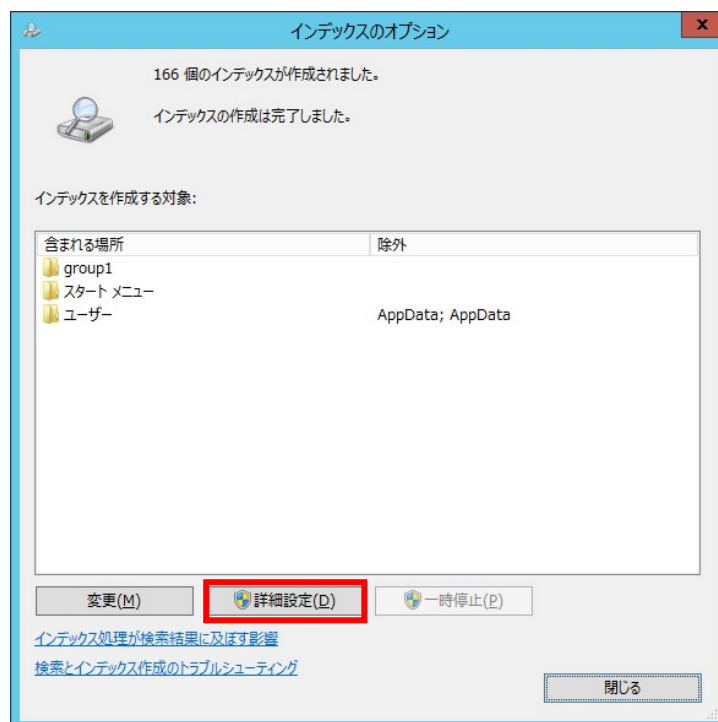 インデックスのオプション
x
166 個のインデックスが作成されました。
インデックスの作成は完了しました。
インデックスを作成する対象:
含まれる場所 除外
group1
スタート メニュー
ユーザー AppData; AppData
変更(M) 詳細設定(D) 一時停止(P)
インデックス処理が検索結果に及ぼす影響
検索とインデックス作成のトラブルシューティング
閉じる